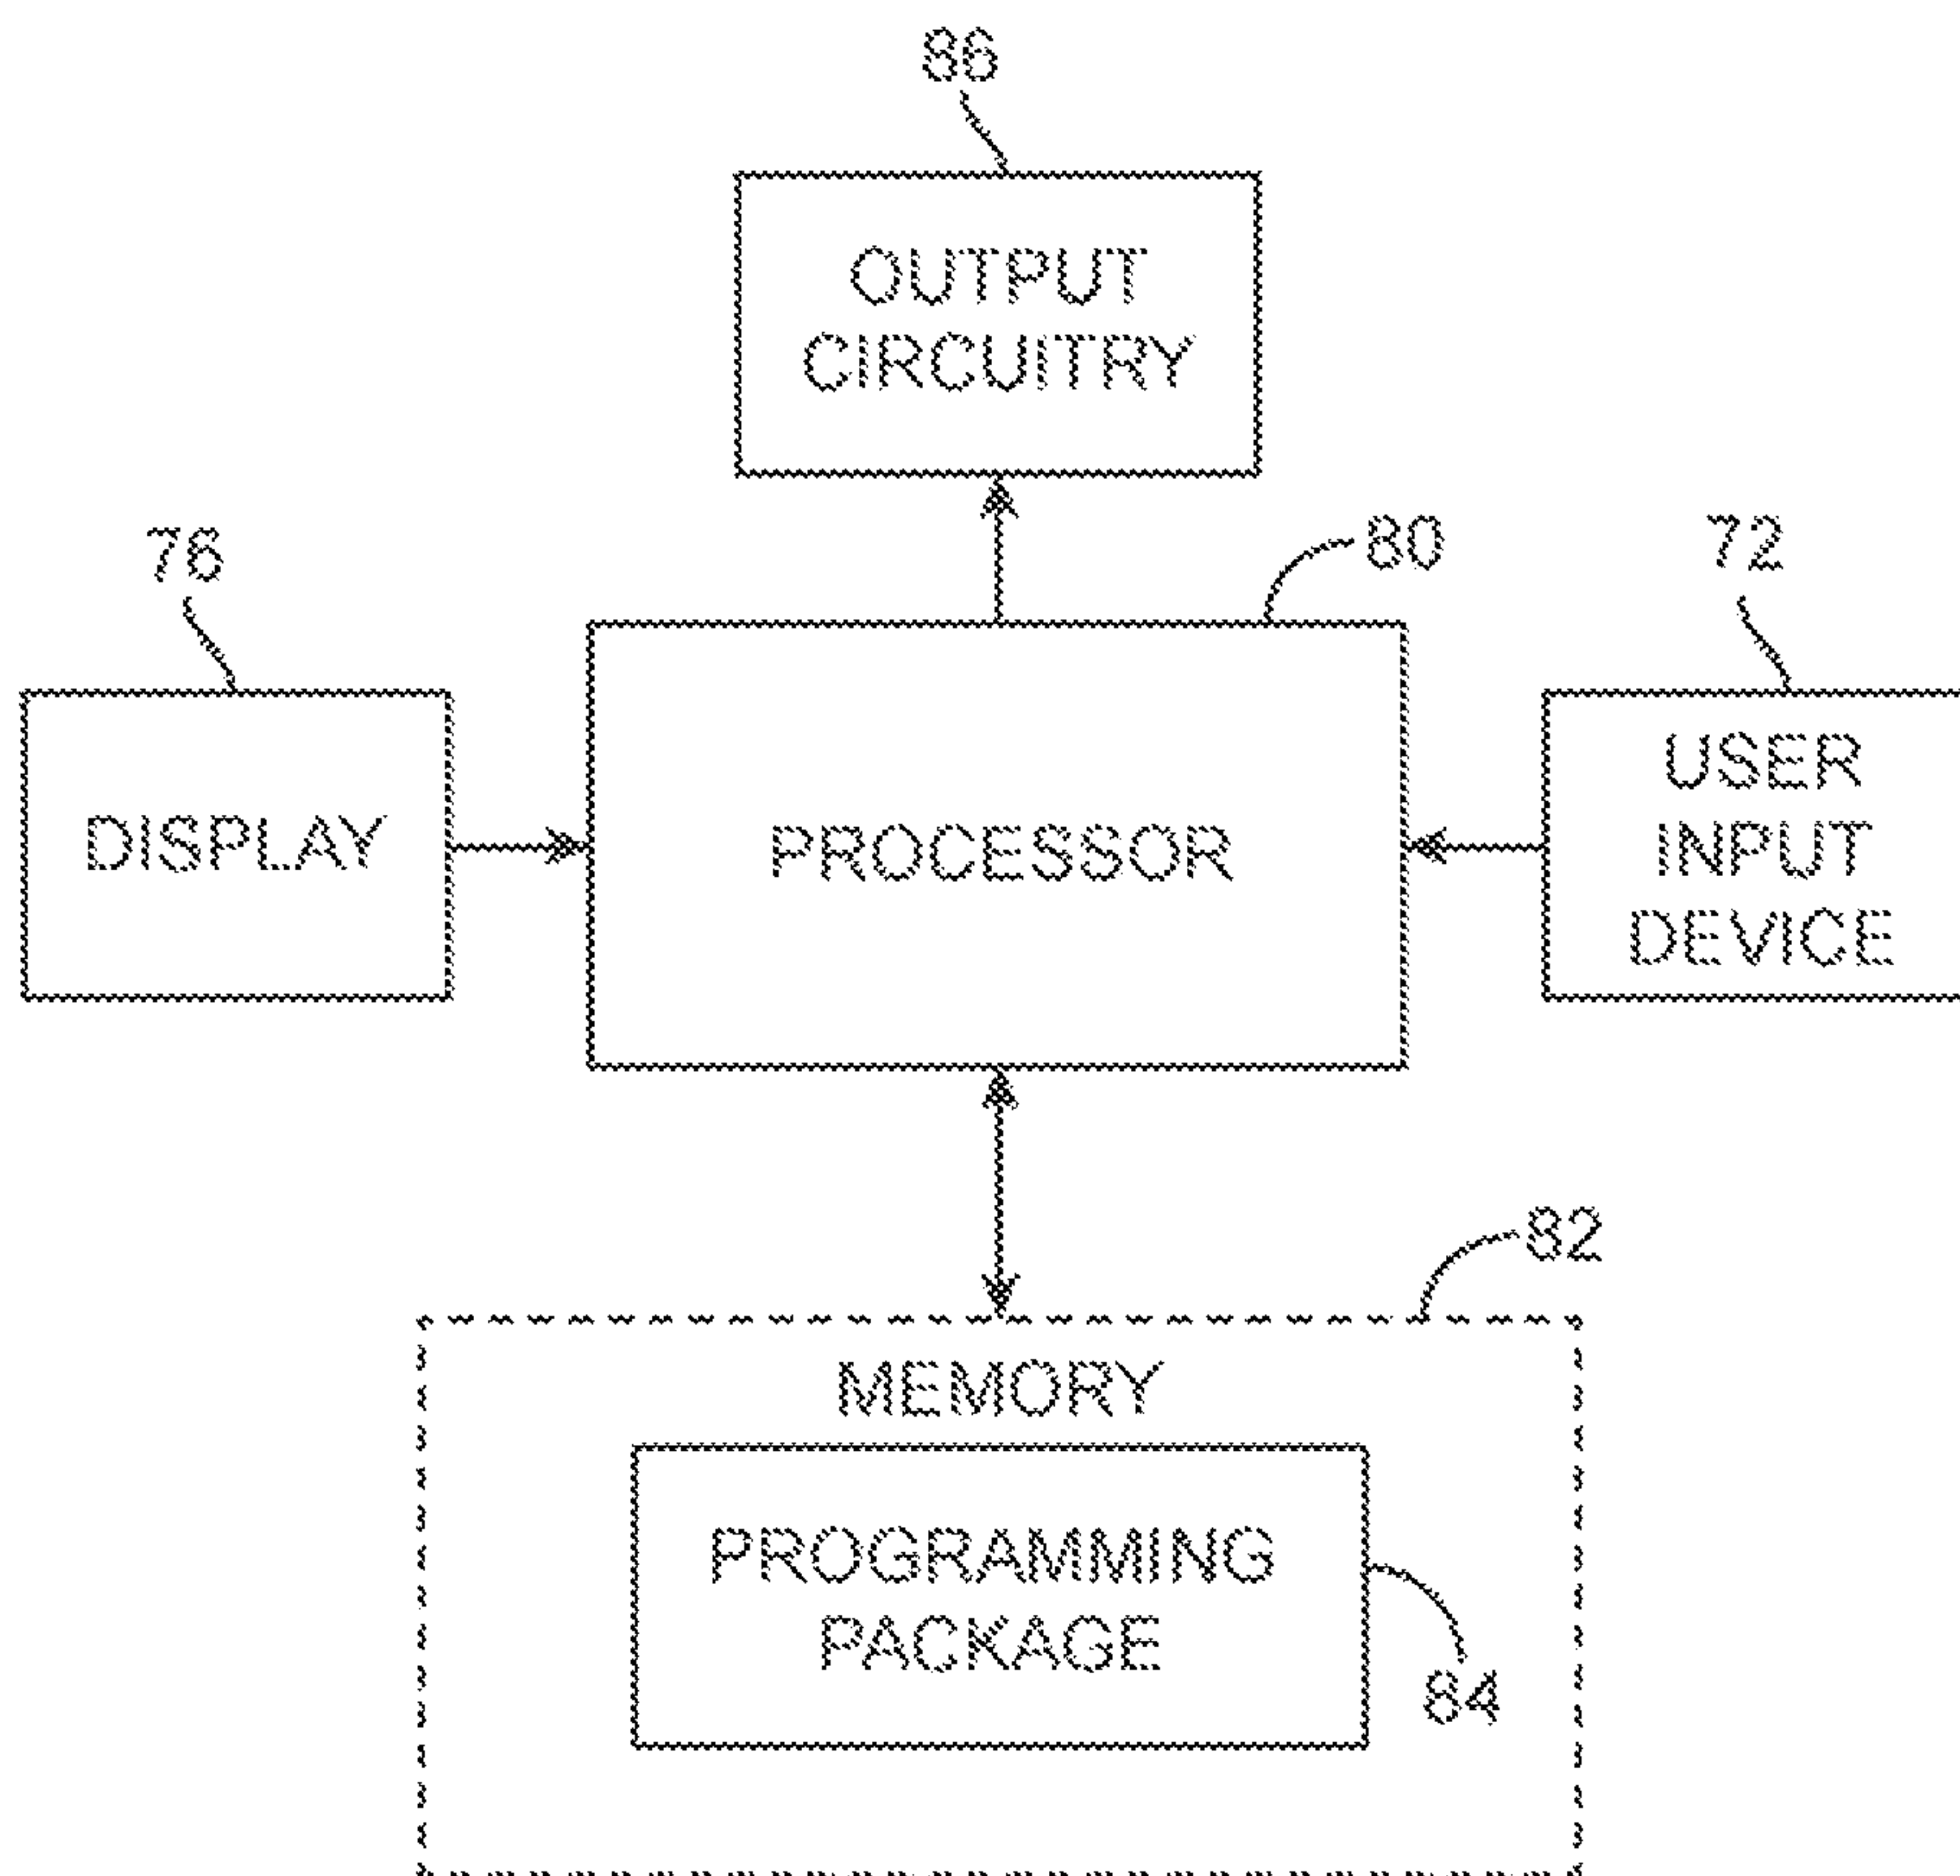 86
OUTPUT
CIRCUITRY
76
80
72
DISPLAY
PROCESSOR
USER
INPUT
DEVICE
82
MEMORY
PROGRAMMING
PACKAGE
84